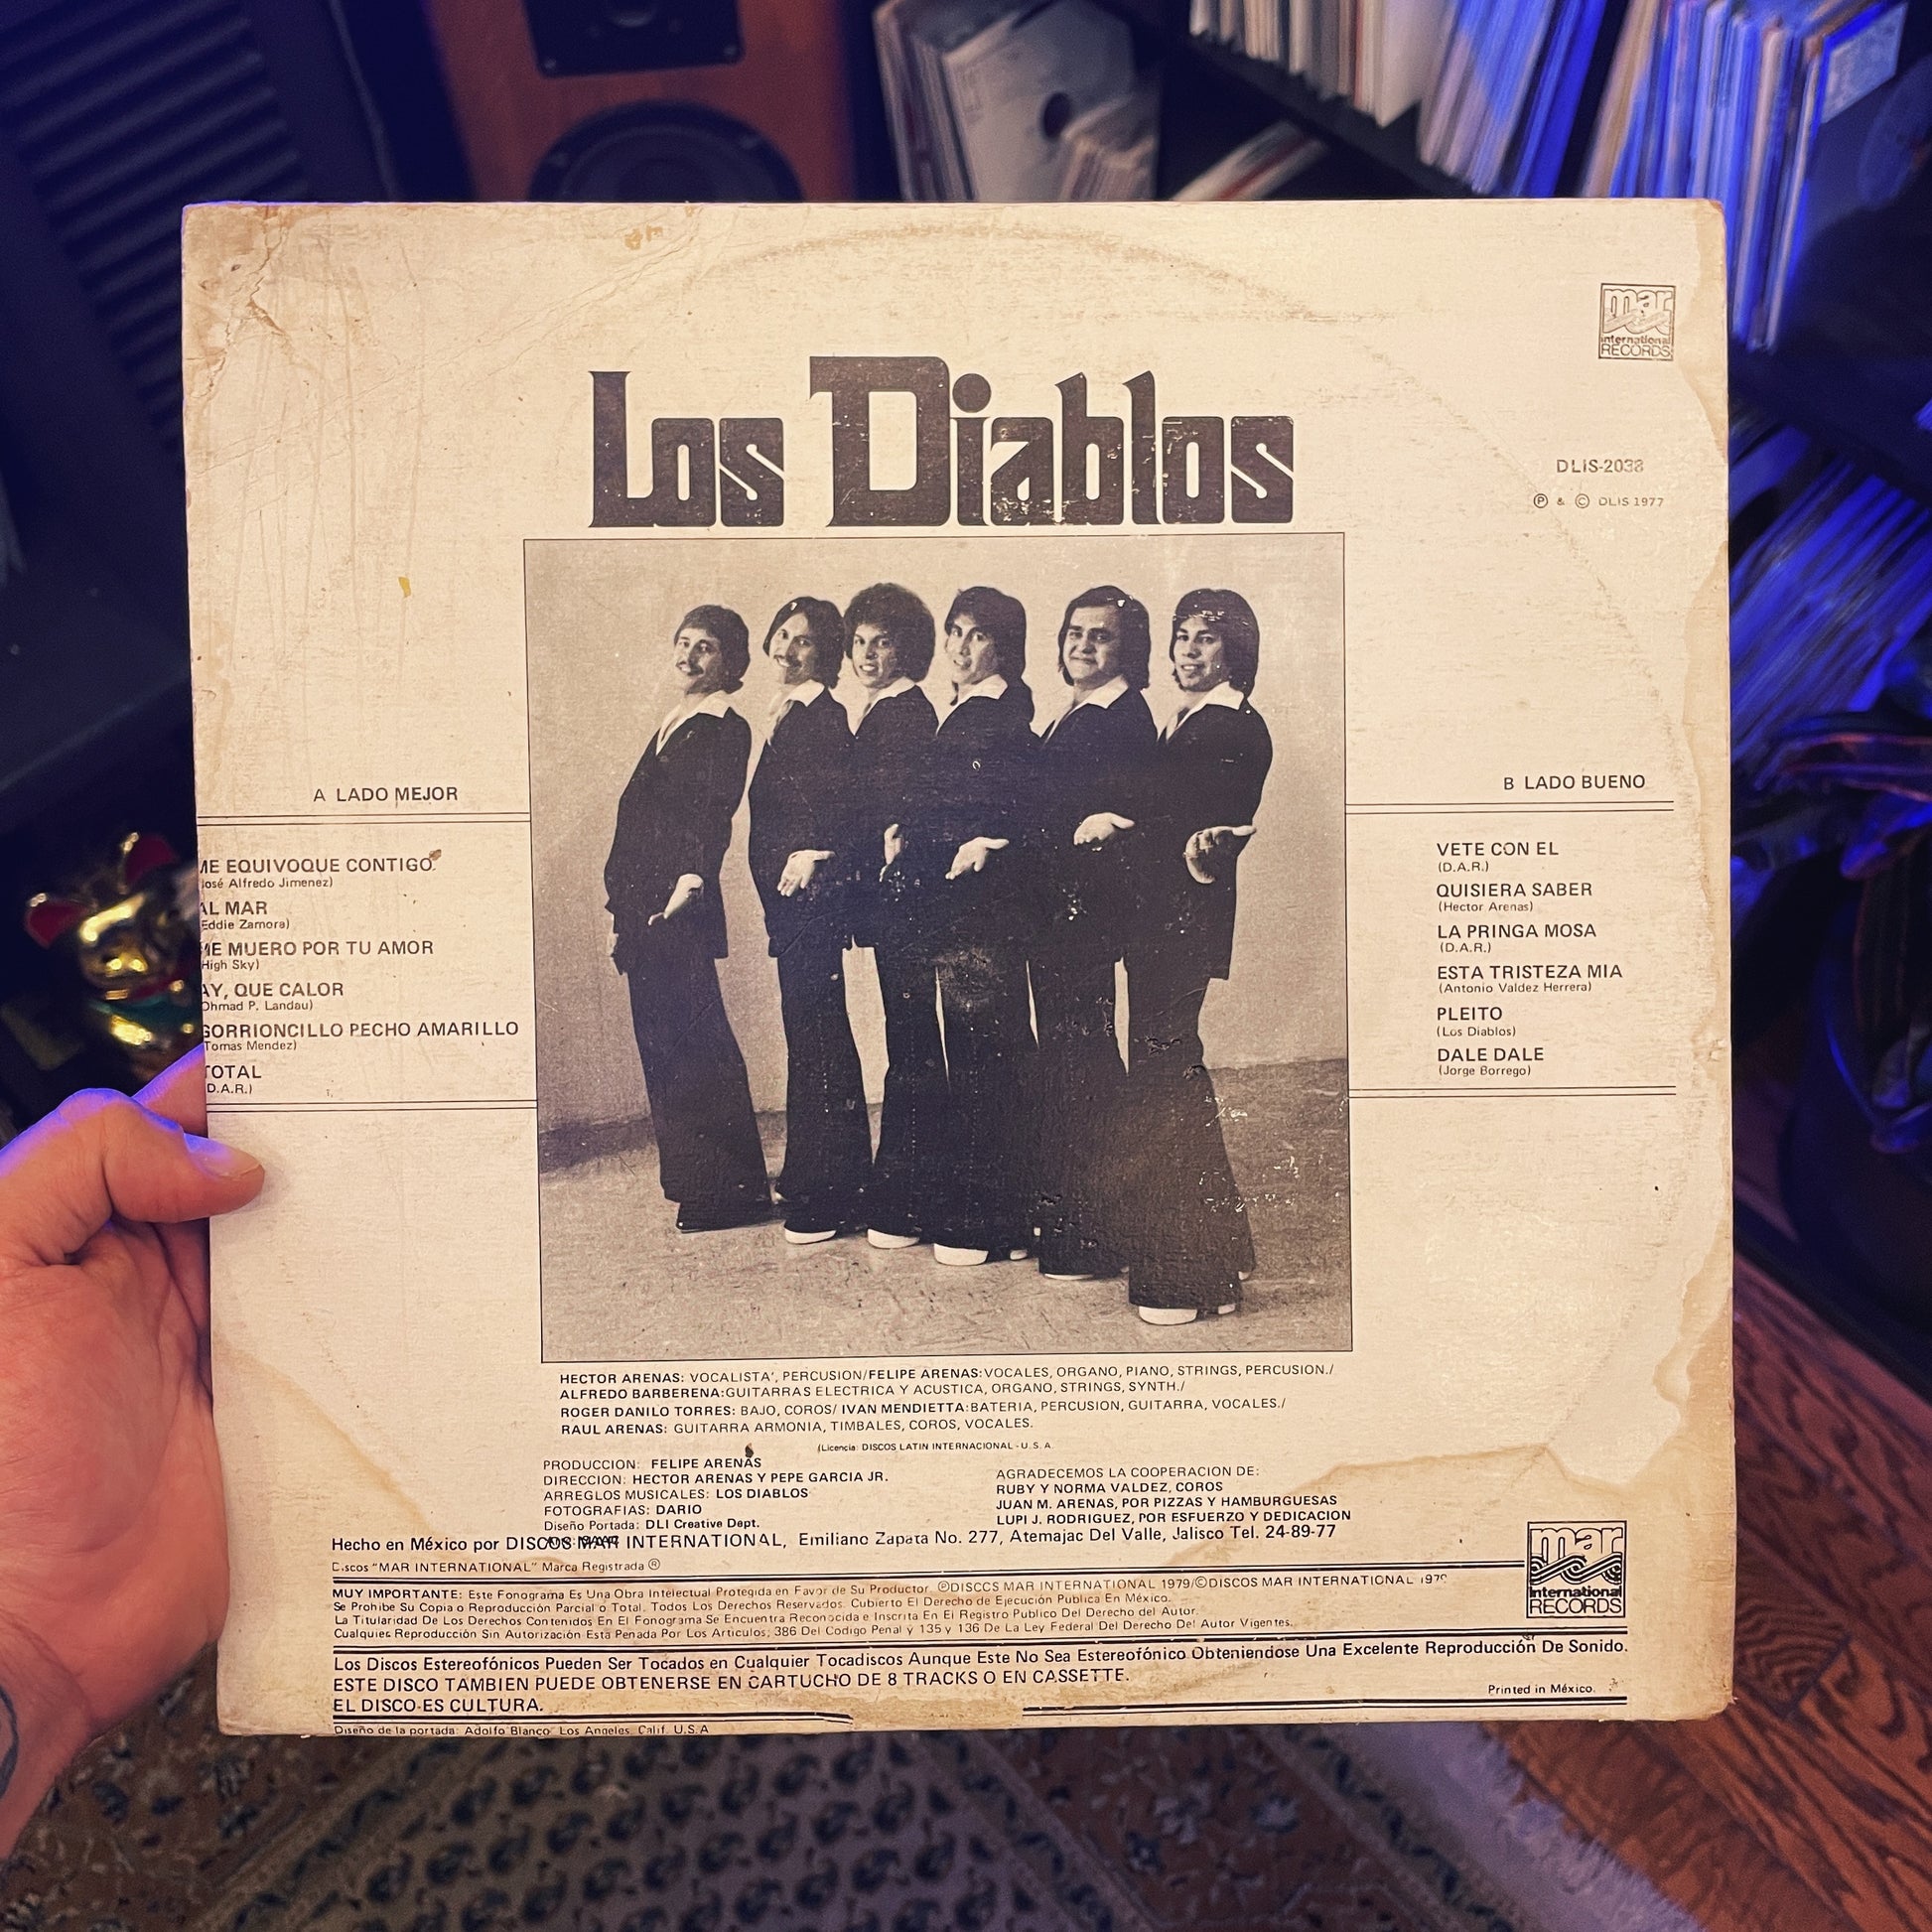 mar
international
RECORDS
Los Diablos
DLIS-2038
Ⓟ & © DLIS 1977
A LADO MEJOR
ME EQUIVOQUE CONTIGO
José Alfredo Jimenez)
AL MAR
Eddie Zamora)
ME MUERO POR TU AMOR
High Sky)
AY, QUE CALOR
Ohmad P. Landau)
GORRIONCILLO PECHO AMARILLO
Tomas Mendez)
TOTAL
D.A.R.)
B LADO BUENO
VETE CON EL
(D.A.R.)
QUISIERA SABER
(Hector Arenas)
LA PRINGA MOSA
(D.A.R.)
ESTA TRISTEZA MIA
(Antonio Valdez Herrera)
PLEITO
(Los Diablos)
DALE DALE
(Jorge Borrego)
HECTOR ARENAS: VOCALISTA', PERCUSION/FELIPE ARENAS:VOCALES, ORGANO, PIANO, STRINGS, PERCUSION./
ALFREDO BARBERENA:GUITARRAS ELECTRICA Y ACUSTICA, ORGANO, STRINGS, SYNTH./
ROGER DANILO TORRES: BAJO, COROS/ IVAN MENDIETTA:BATERIA, PERCUSION, GUITARRA, VOCALES./
RAUL ARENAS: GUITARRA ARMONIA, TIMBALES, COROS, VOCALES.
(Licencia: DISCOS LATIN INTERNACIONAL - U.S.A.
PRODUCCION: FELIPE ARENAS
DIRECCION: HECTOR ARENAS Y PEPE GARCIA JR.
ARREGLOS MUSICALES: LOS DIABLOS
FOTOGRAFIAS: DARIO
Diseño Portada: DLI Creative Dept.
AGRADECEMOS LA COOPERACION DE:
RUBY Y NORMA VALDEZ, COROS
JUAN M. ARENAS, POR PIZZAS Y HAMBURGUESAS
LUPI J. RODRIGUEZ, POR ESFUERZO Y DEDICACION
Hecho en México por DISCOS MAR INTERNATIONAL, Emiliano Zapata No. 277, Atemajac Del Valle, Jalisco Tel. 24-89-77
Discos "MAR INTERNATIONAL" Marca Registrada ®
MUY IMPORTANTE: Este Fonograma Es Una Obra Intelectual Protegida en Favor de Su Productor. ⓅDISCOS MAR INTERNATIONAL 1979/©DISCOS MAR INTERNATIONAL 1979
Se Prohibe Su Copia o Reproducción Parcial o Total. Todos Los Derechos Reservados. Cubierto El Derecho de Ejecución Publica En México.
La Titularidad De Los Derechos Contenidos En El Fonograma Se Encuentra Reconocida e Inscrita En El Registro Publico Del Derecho del Autor.
Cualquier Reproducción Sin Autorización Está Penada Por Los Articulos; 386 Del Codigo Penal y 135 y 136 De La Ley Federal Del Derecho Del Autor Vigentes.
mar
international
RECORDS
Los Discos Estereofónicos Pueden Ser Tocados en Cualquier Tocadiscos Aunque Este No Sea Estereofónico Obteniendose Una Excelente Reproducción De Sonido.
ESTE DISCO TAMBIEN PUEDE OBTENERSE EN CARTUCHO DE 8 TRACKS O EN CASSETTE.
EL DISCO ES CULTURA.
Printed in México.
Diseño de la portada: Adolfo Blanco Los Angeles, Calif. U.S.A